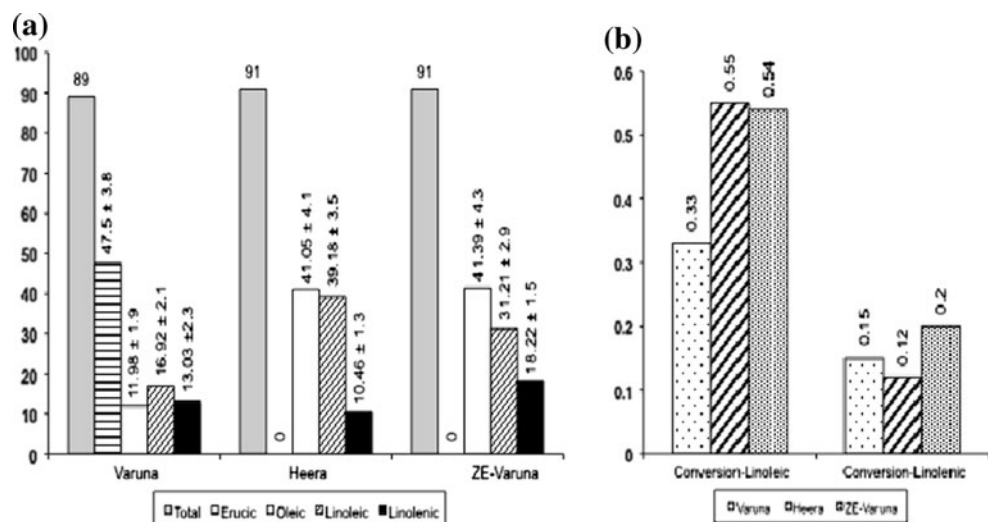 (a)
100
90
80
70
60
50
40
30
20
10
0
89
47.5 ± 3.8
11.98 ± 1.9
16.92 ± 2.1
13.03 ±2.3
91
0
41.05 ± 4.1
39.18 ± 3.5
10.46 ± 1.3
91
0
41.39 ± 4.3
31.21 ± 2.9
18.22 ± 1.5
Varuna Heera ZE-Varuna
Total Erucic Oleic Linoleic Linolenic
(b)
0.6
0.5
0.4
0.3
0.2
0.1
0
0.33
0.55
0.54
0.15
0.12
0.2
Conversion-Linoleic Conversion-Linolenic
Varuna Heera ZE-Varuna